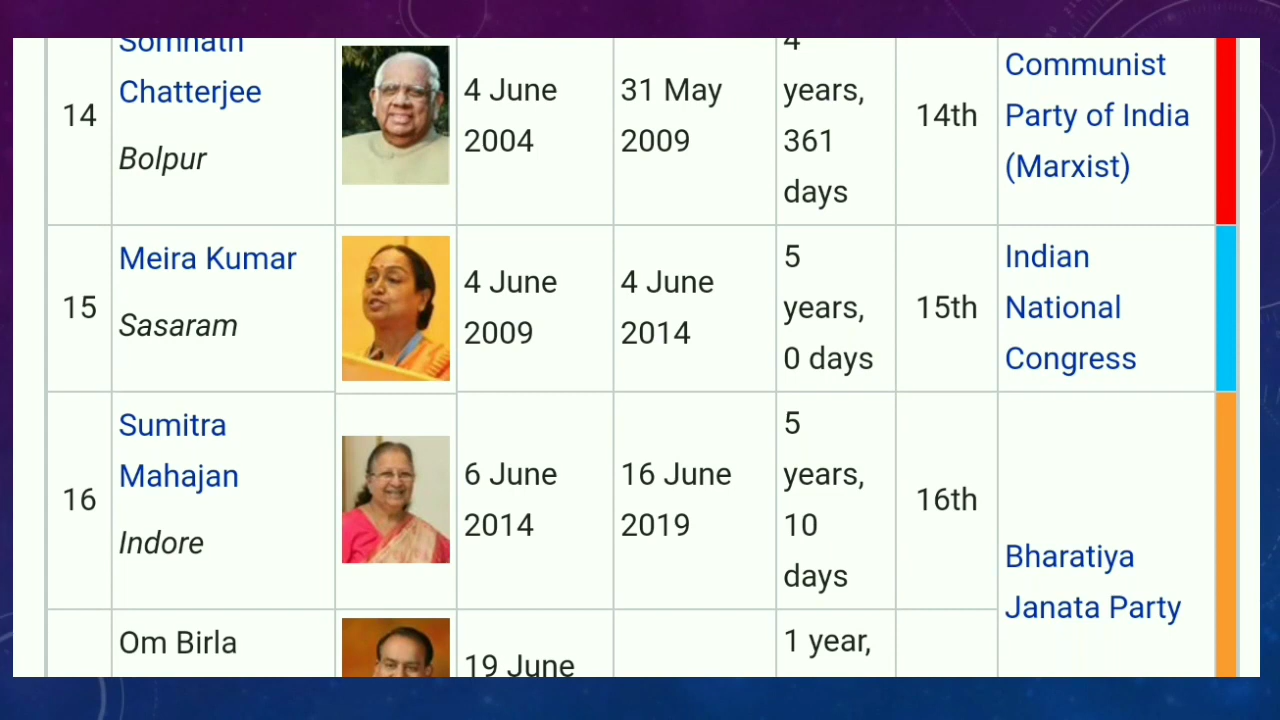 14
Somnath
Chatterjee
Bolpur
4 June
2004
31 May
2009
4
years,
361
days
14th
Communist
Party of India
(Marxist)
15
Meira Kumar
Sasaram
4 June
2009
4 June
2014
5
years,
0 days
15th
Indian
National
Congress
16
Sumitra
Mahajan
Indore
6 June
2014
16 June
2019
5
years,
10
days
16th
Bharatiya
Janata Party
Om Birla
19 June
1 year,